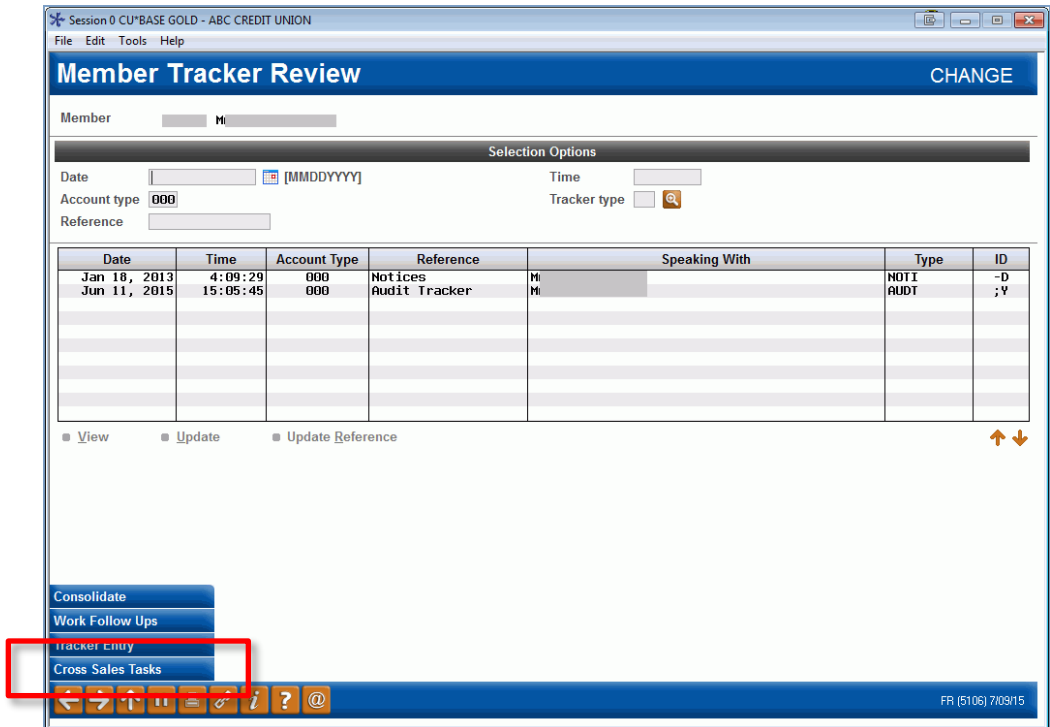 Session 0 CU*BASE GOLD - ABC CREDIT UNION
File Edit Tools Help
Member Tracker Review CHANGE
Member M
Selection Options
Date [MMDDYYYY] Time
Account type 000 Tracker type
Reference
Date Time Account Type Reference Speaking With Type ID
Jan 18, 2013 4:09:29 000 Notices M NOTI -D
Jun 11, 2015 15:05:45 000 Audit Tracker M AUDT ;Y
View Update Update Reference
Consolidate
Work Follow Ups
Tracker Entry
Cross Sales Tasks
i ? @ FR (5106) 7/09/15